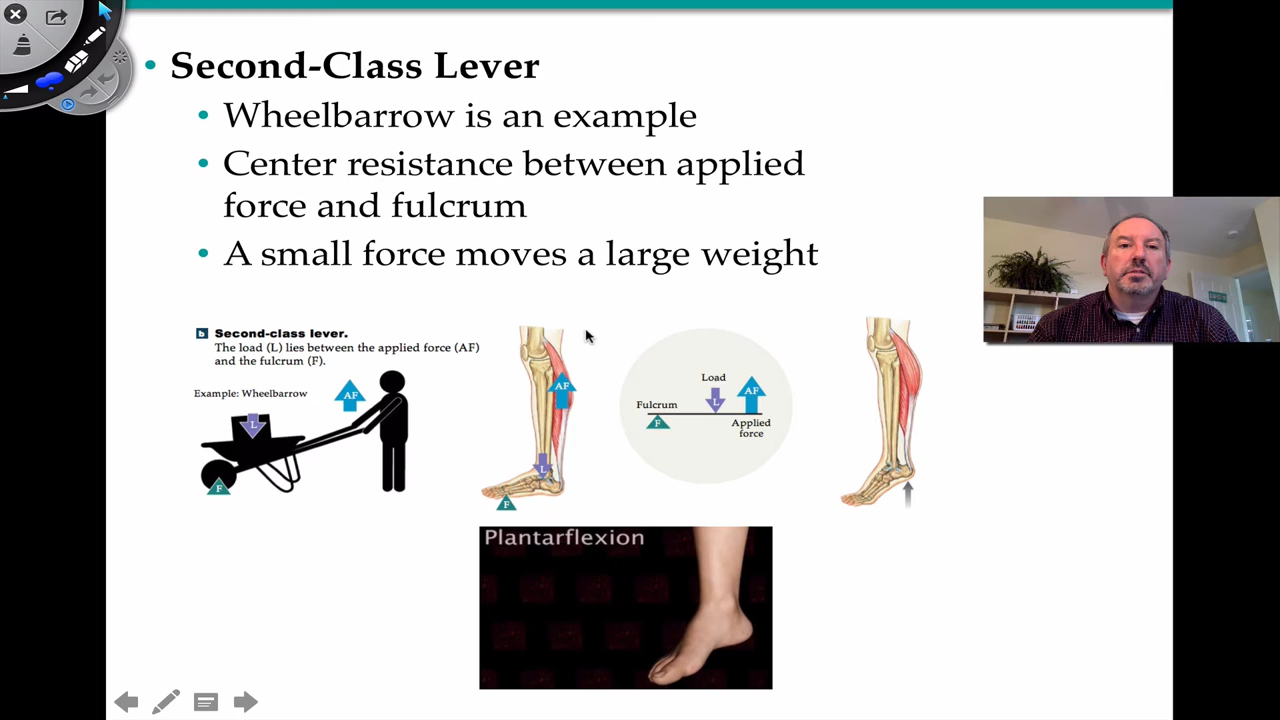 Second-Class Lever
Wheelbarrow is an example
Center resistance between applied
force and fulcrum
A small force moves a large weight
b Second-class lever.
The load (L) lies between the applied force (AF)
and the fulcrum (F).
Example: Wheelbarrow
AF
L
F
AF
L
F
Load
L
AF
Fulcrum
F
Applied
force
Plantarflexion